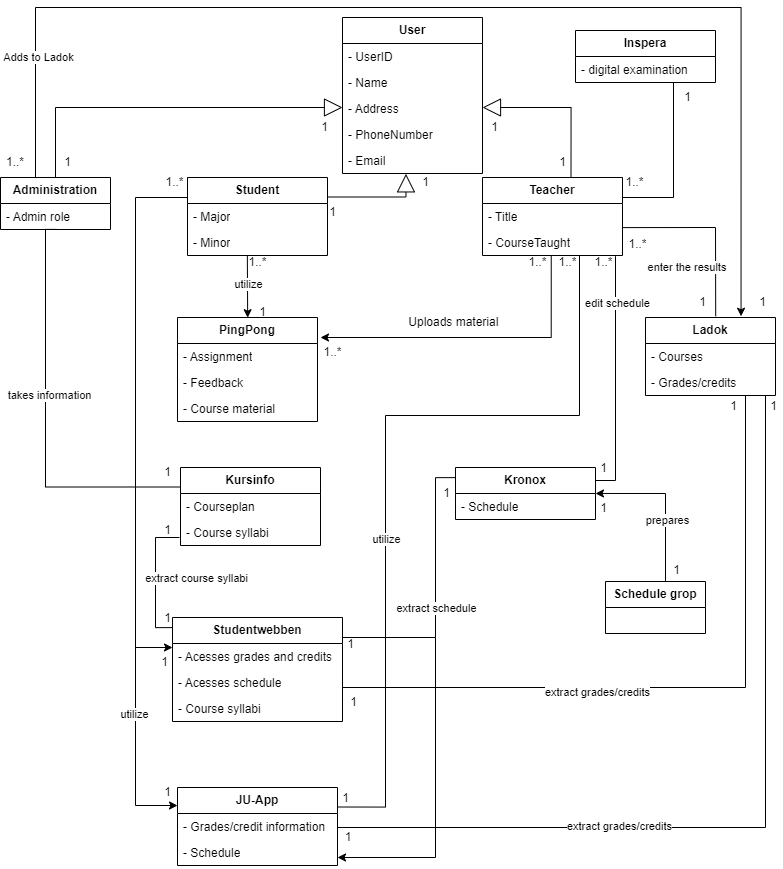 User
- UserID
- Name
- Address
- PhoneNumber
- Email
Inspera
- digital examination
Adds to Ladok
1
1
1
1..*
1
1
1
1
1..*
1..*
Administration
- Admin role
Student
- Major
- Minor
Teacher
- Title
- CourseTaught
1..*
1..*
1..*
1..*
1..*
utilize
enter the results
edit schedule
1
1
1
PingPong
- Assignment
- Feedback
- Course material
Uploads material
1..*
Ladok
- Courses
- Grades/credits
takes information
1
1
1
Kursinfo
- Courseplan
- Course syllabi
1
1
Kronox
- Schedule
1
1
prepares
1
utilize
extract course syllabi
Schedule grop
extract schedule
1
Studentwebben
- Acesses grades and credits
- Acesses schedule
- Course syllabi
1
1
1
1
extract grades/credits
utilize
JU-App
- Grades/credit information
- Schedule
1
1
1
extract grades/credits